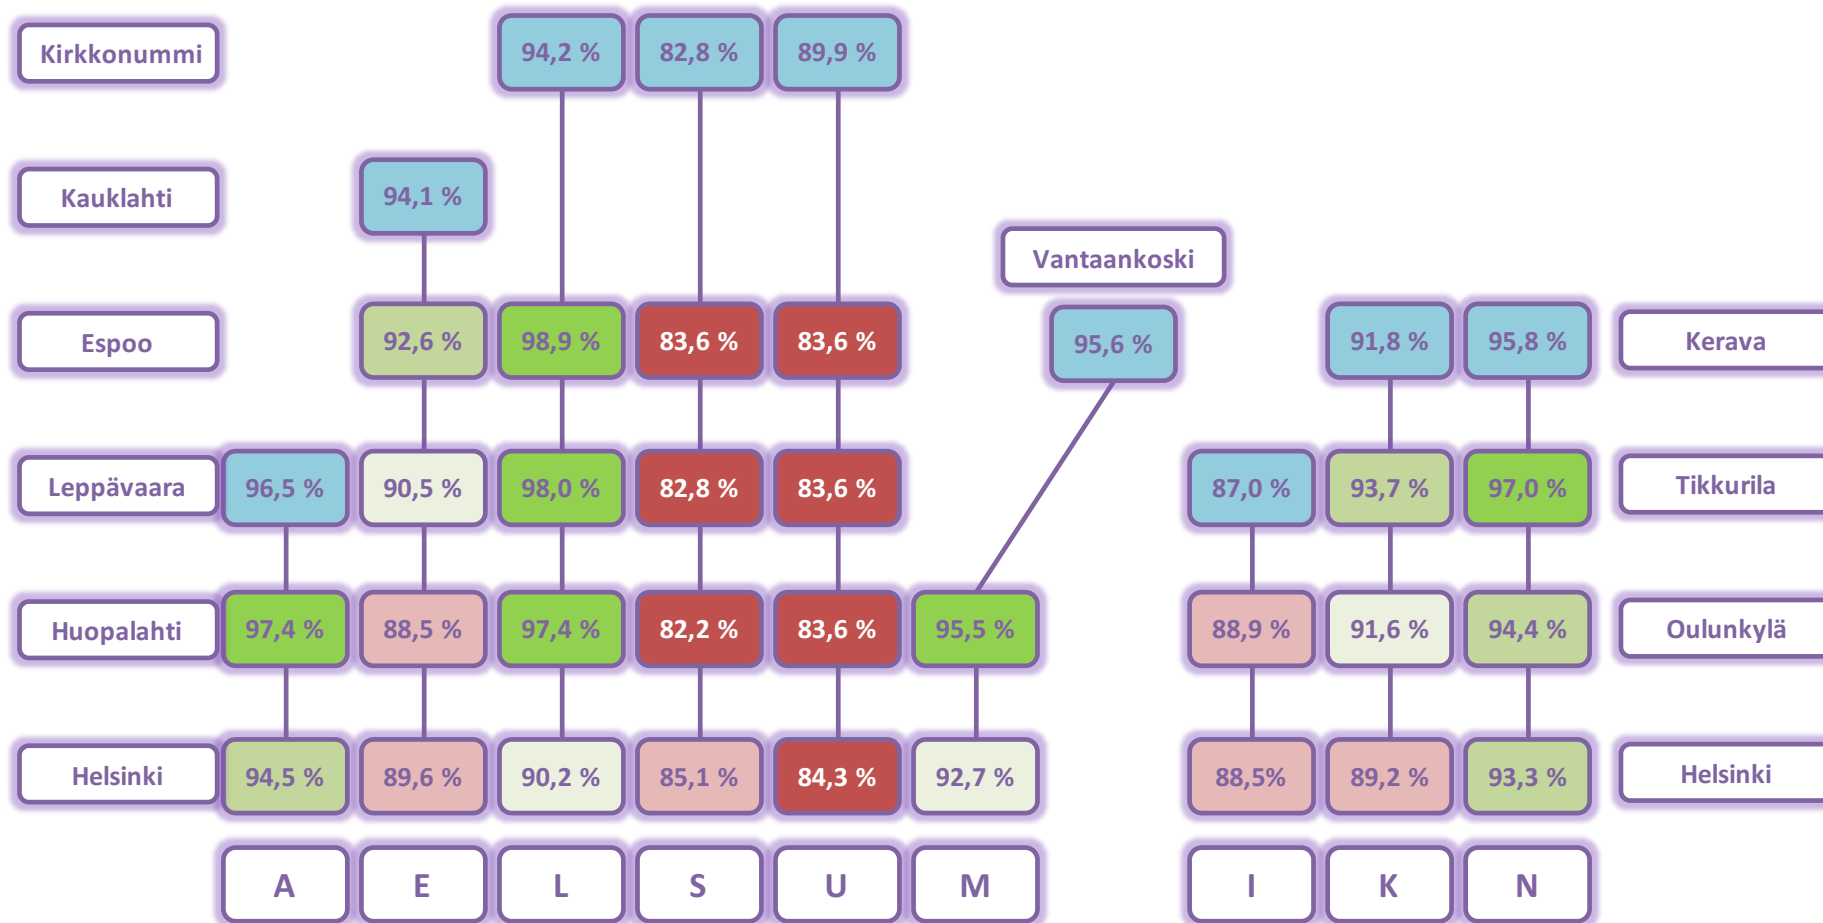 Kirkkonummi 94,2 % 82,8 % 89,9 %
Kauklahti 94,1 %
Vantaankoski
Espoo 92,6 % 98,9 % 83,6 % 83,6 % 95,6 % 91,8 % 95,8 % Kerava
Leppävaara 96,5 % 90,5 % 98,0 % 82,8 % 83,6 % 87,0 % 93,7 % 97,0 % Tikkurila
Huopalahti 97,4 % 88,5 % 97,4 % 82,2 % 83,6 % 95,5 % 88,9 % 91,6 % 94,4 % Oulunkylä
Helsinki 94,5 % 89,6 % 90,2 % 85,1 % 84,3 % 92,7 % 88,5% 89,2 % 93,3 % Helsinki
A E L S U M I K N